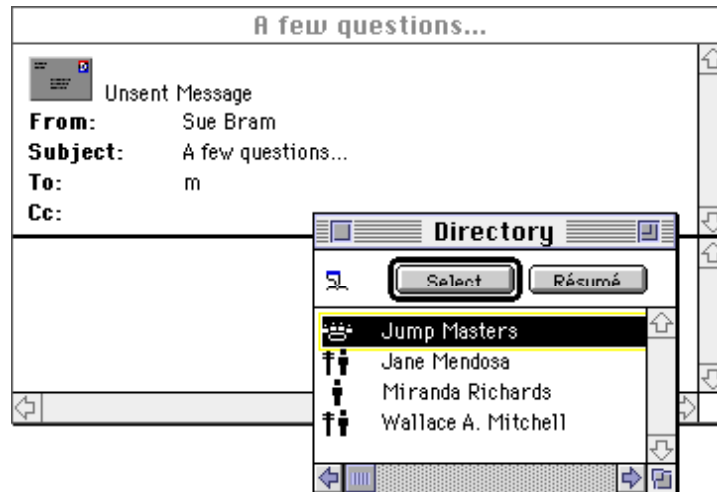 A few questions...
Unsent Message
From: Sue Bram
Subject: A few questions...
To: m
Cc:
Directory
Select Résumé
Jump Masters
Jane Mendosa
Miranda Richards
Wallace A. Mitchell